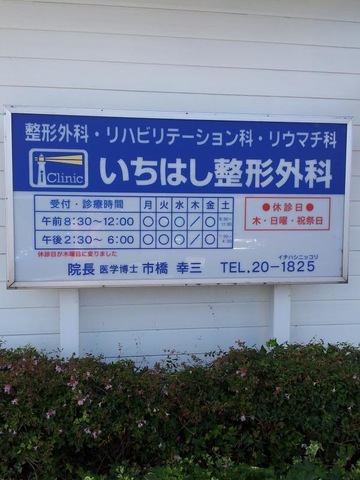 整形外科・リハビリテーション科・リウマチ科
Clinic いちはし整形外科
受付・診療時間 月 火 水 木 金 土
午前8:30～12:00 ○ ○ ○ ／ ○
午後2:30～6:00 ○ ○ ○ ／ ○
●休診日●
木・日曜・祝祭日
休診日が木曜日に変りました
イチハシニッコリ
院長 医学博士 市橋 幸三 TEL.20-1825